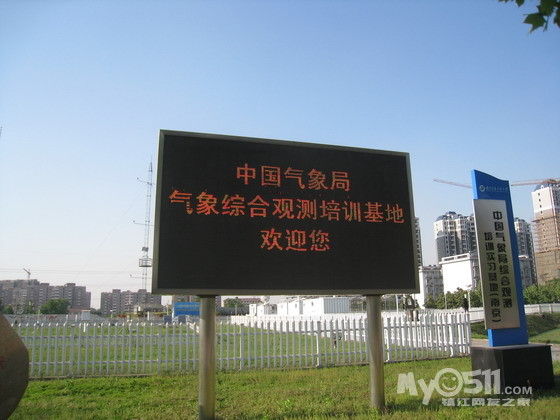 中国气象局
气象综合观测培训基地
欢迎您
中国气象局综合观测
培训实习基地(南京)
My0511.com
镇江网友之家